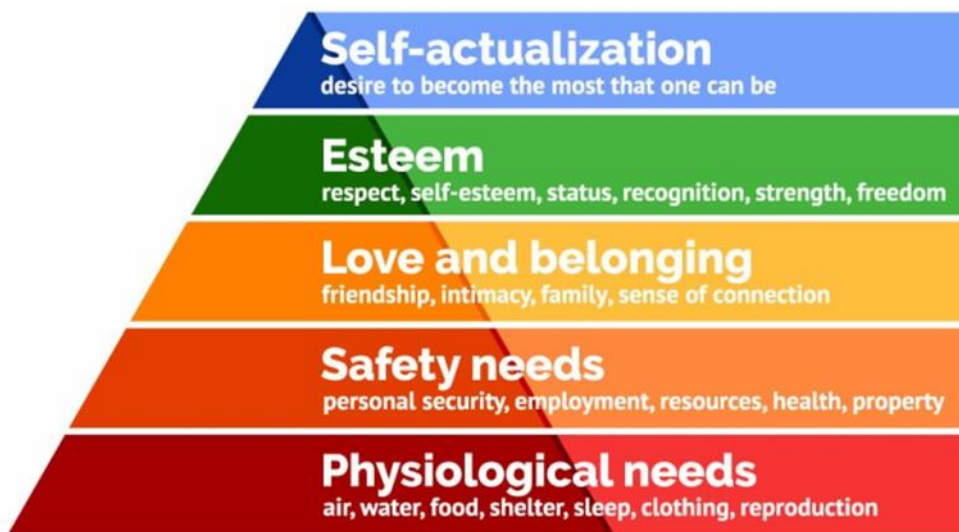 Self-actualization
desire to become the most that one can be
Esteem
respect, self-esteem, status, recognition, strength, freedom
Love and belonging
friendship, intimacy, family, sense of connection
Safety needs
personal security, employment, resources, health, property
Physiological needs
air, water, food, shelter, sleep, clothing, reproduction